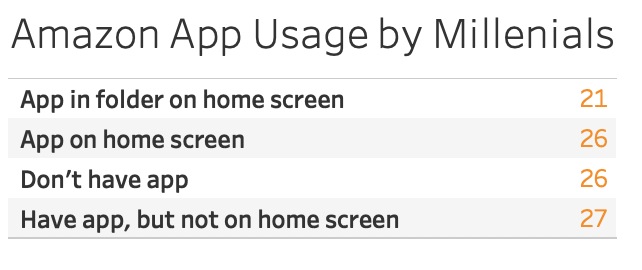 Amazon App Usage by Millenials
App in folder on home screen 21
App on home screen 26
Don’t have app 26
Have app, but not on home screen 27